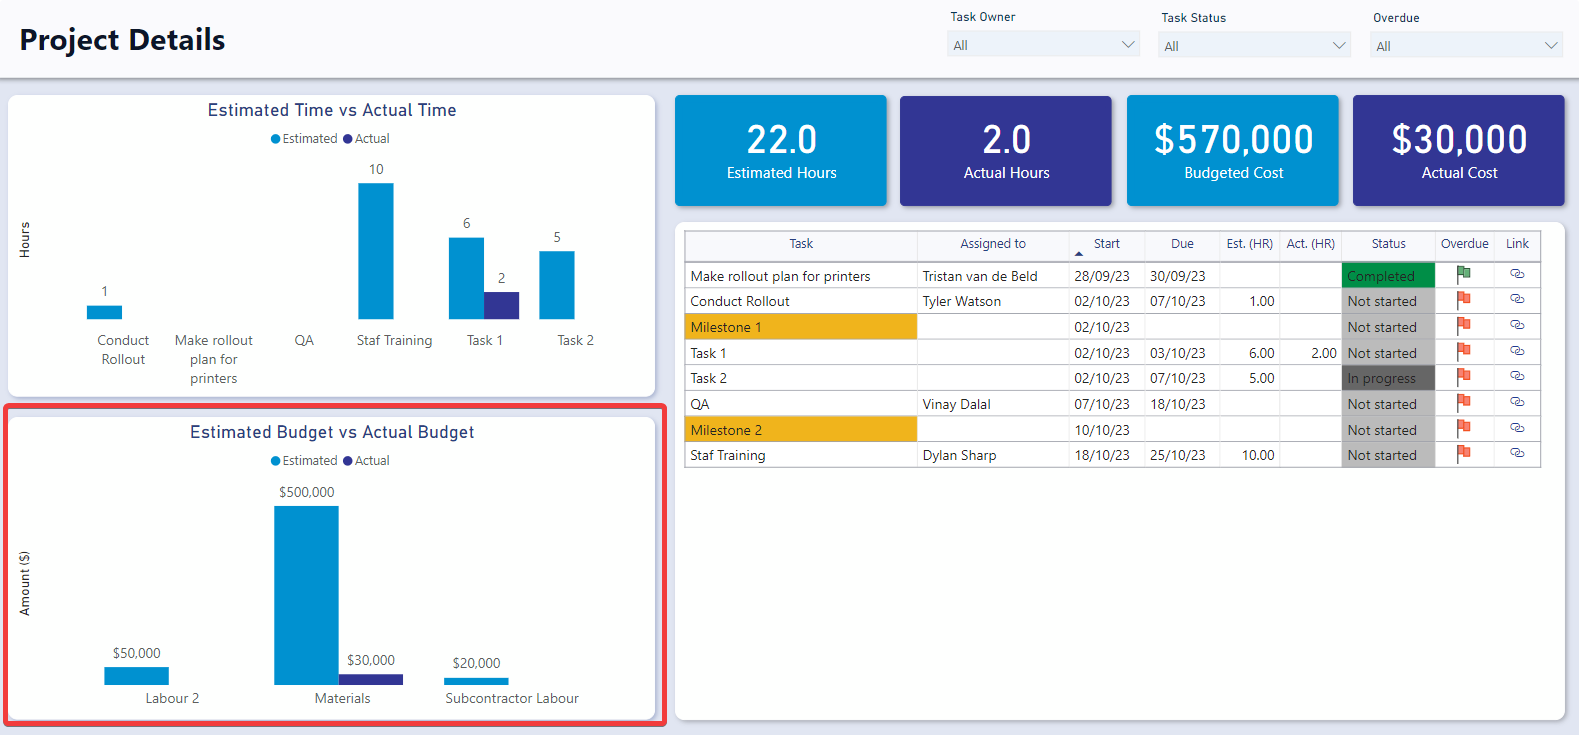 Project Details
Task Owner
All
Task Status
All
Overdue
All
Estimated Time vs Actual Time
Estimated Actual
Hours
10
6
5
2
1
Conduct Rollout
Make rollout plan for printers
QA
Staf Training
Task 1
Task 2
22.0
Estimated Hours
2.0
Actual Hours
$570,000
Budgeted Cost
$30,000
Actual Cost
Task Assigned to Start Due Est. (HR) Act. (HR) Status Overdue Link
Make rollout plan for printers Tristan van de Beld 28/09/23 30/09/23 Completed
Conduct Rollout Tyler Watson 02/10/23 07/10/23 1.00 Not started
Milestone 1 02/10/23 Not started
Task 1 02/10/23 03/10/23 6.00 2.00 Not started
Task 2 02/10/23 07/10/23 5.00 In progress
QA Vinay Dalal 07/10/23 18/10/23 Not started
Milestone 2 10/10/23 Not started
Staf Training Dylan Sharp 18/10/23 25/10/23 10.00 Not started
Estimated Budget vs Actual Budget
Estimated Actual
Amount ($)
$500,000
$50,000
$30,000
$20,000
Labour 2
Materials
Subcontractor Labour